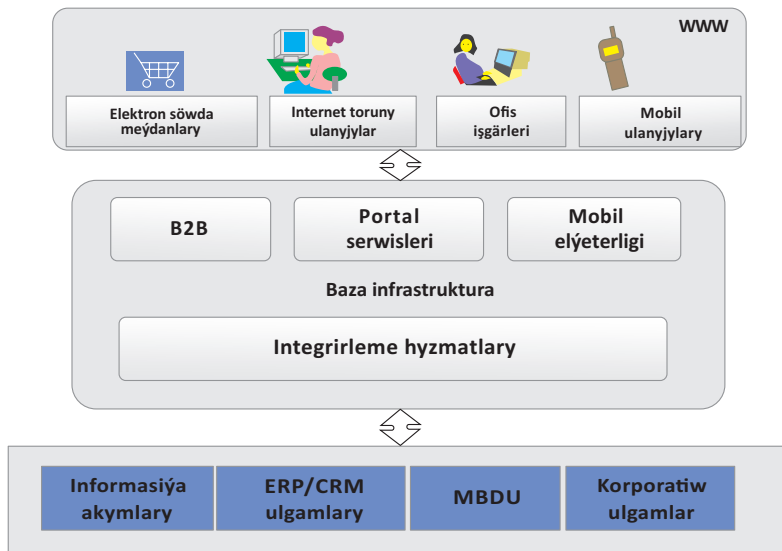 WWW
Elektron söwda
meýdanlary
Internet toruny
ulanyjylar
Ofis
işgärleri
Mobil
ulanyjylary
B2B
Portal
serwisleri
Mobil
elýeterligi
Baza infrastruktura
Integrirleme hyzmatlary
Informasiýa
akymlary
ERP/CRM
ulgamlary
MBDU
Korporatiw
ulgamlar